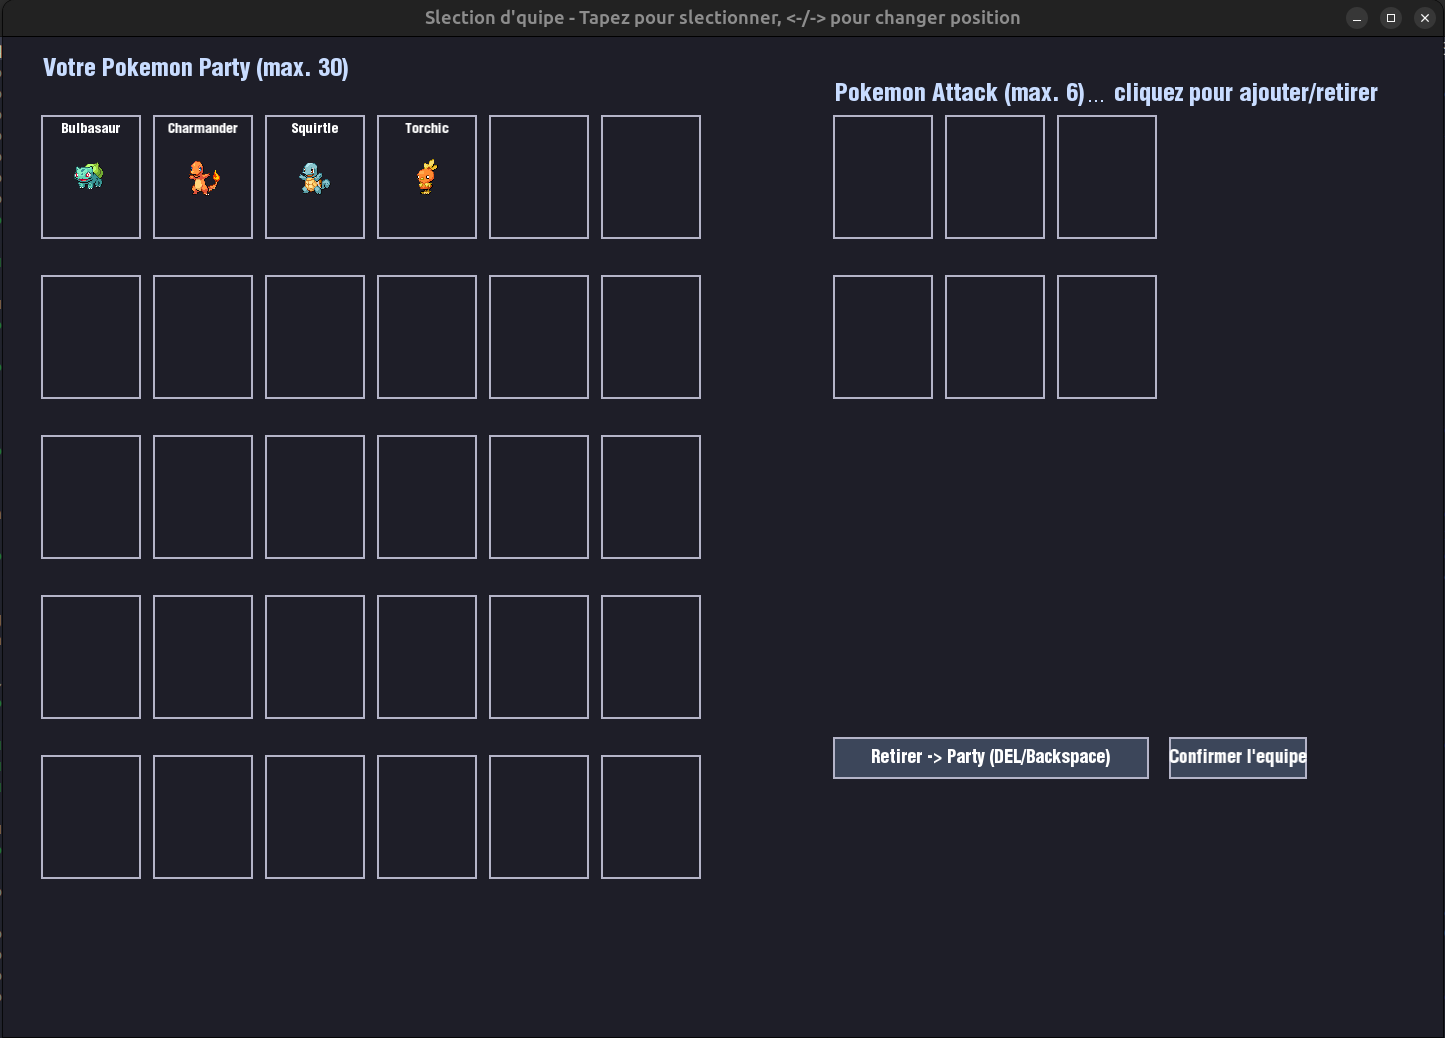 Slection d'quipe - Tapez pour slectionner, <-/-> pour changer position
Votre Pokemon Party (max. 30)
Pokemon Attack (max. 6)... cliquez pour ajouter/retirer
Bulbasaur
Charmander
Squirtle
Torchic
Retirer -> Party (DEL/Backspace)
Confirmer l'equipe